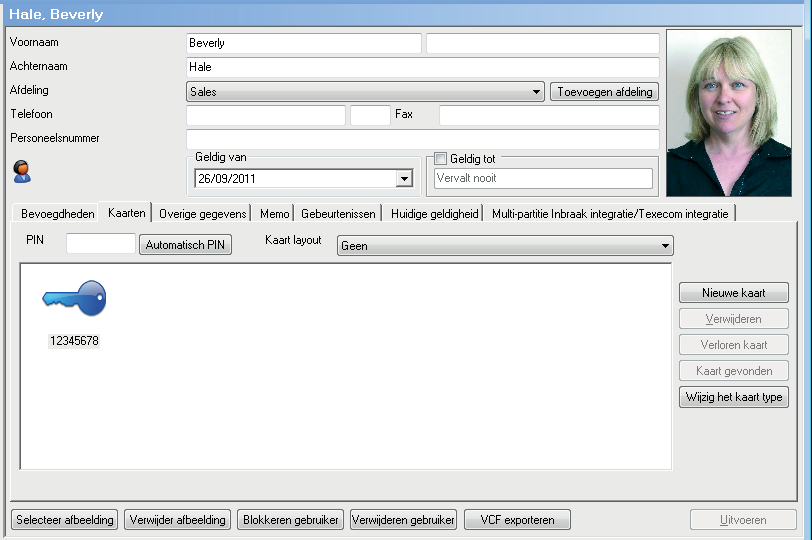 Hale, Beverly
Voornaam Beverly
Achternaam Hale
Afdeling Sales Toevoegen afdeling
Telefoon Fax
Personeelsnummer
Geldig van Geldig tot
26/09/2011 Vervalt nooit
Bevoegdheden Kaarten Overige gegevens Memo Gebeurtenissen Huidige geldigheid Multi-partitie Inbraak integratie/Texecom integratie
PIN Automatisch PIN Kaart layout Geen
Nieuwe kaart
Verwijderen
12345678
Verloren kaart
Kaart gevonden
Wijzig het kaart type
Selecteer afbeelding Verwijder afbeelding Blokkeren gebruiker Verwijderen gebruiker VCF exporteren Uitvoeren